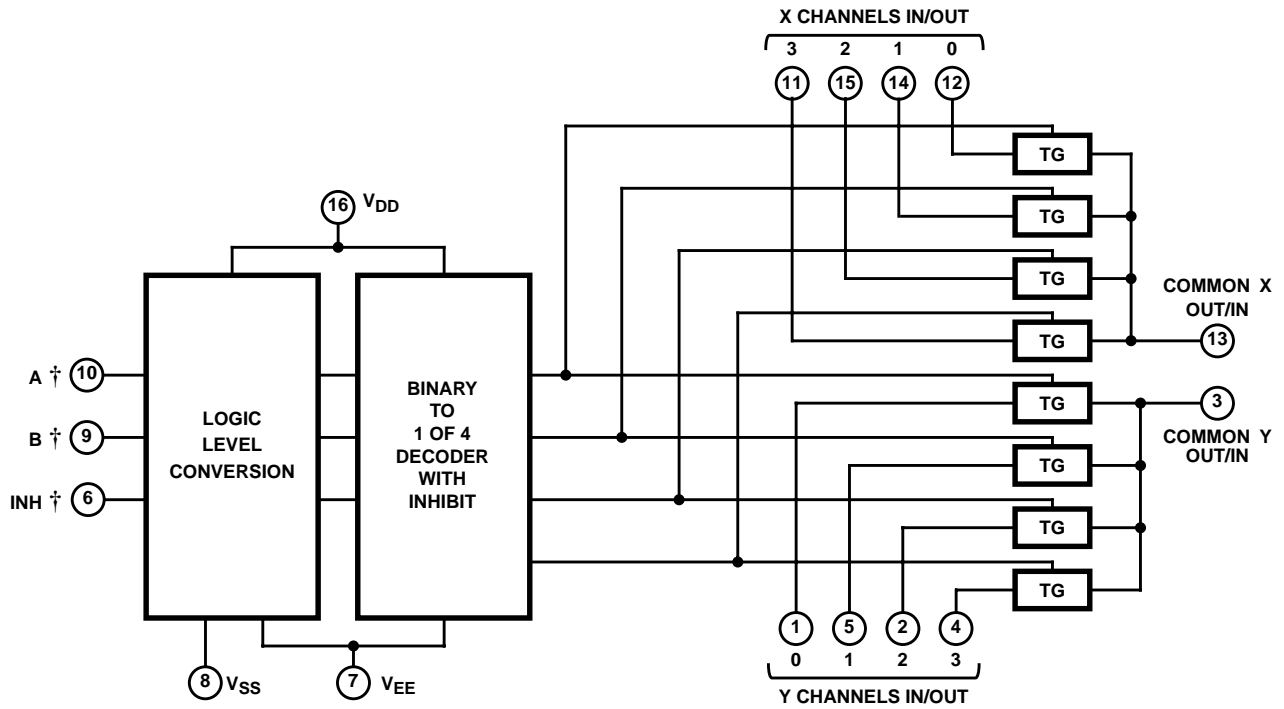 X CHANNELS IN/OUT
3 2 1 0
11 15 14 12
TG
TG
16 VDD
TG
COMMON X
OUT/IN
TG
13
A † 10
B † 9
INH † 6
LOGIC
LEVEL
CONVERSION
BINARY
TO
1 OF 4
DECODER
WITH
INHIBIT
TG
3
COMMON Y
OUT/IN
TG
TG
TG
1 5 2 4
0 1 2 3
Y CHANNELS IN/OUT
8 VSS
7 VEE